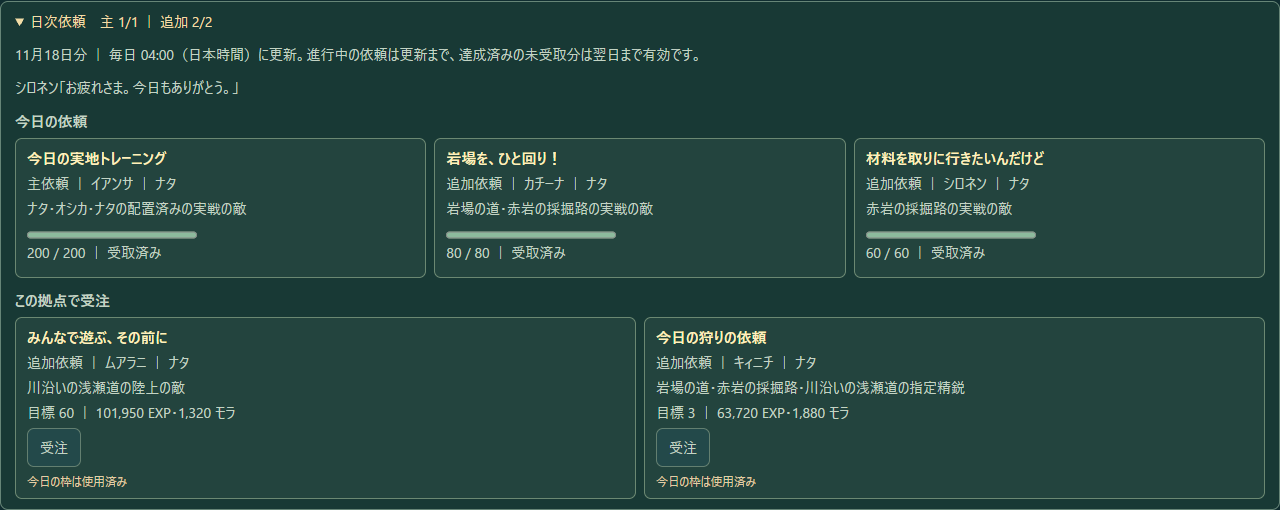 ▼ 日次依頼　主 1/1 ｜ 追加 2/2
11月18日分 ｜ 毎日 04:00（日本時間）に更新。進行中の依頼は更新まで、達成済みの未受取分は翌日まで有効です。
シロネン「お疲れさま。今日もありがとう。」
今日の依頼
今日の実地トレーニング
主依頼 ｜ イアンサ ｜ ナタ
ナタ・オシカ・ナタの配置済みの実戦の敵
200 / 200 ｜ 受取済み
岩場を、ひと回り！
追加依頼 ｜ カチーナ ｜ ナタ
岩場の道・赤岩の採掘路の実戦の敵
80 / 80 ｜ 受取済み
材料を取りに行きたいんだけど
追加依頼 ｜ シロネン ｜ ナタ
赤岩の採掘路の実戦の敵
60 / 60 ｜ 受取済み
この拠点で受注
みんなで遊ぶ、その前に
追加依頼 ｜ ムアラニ ｜ ナタ
川沿いの浅瀬道の陸上の敵
目標 60 ｜ 101,950 EXP・1,320 モラ
受注
今日の枠は使用済み
今日の狩りの依頼
追加依頼 ｜ キィニチ ｜ ナタ
岩場の道・赤岩の採掘路・川沿いの浅瀬道の指定精鋭
目標 3 ｜ 63,720 EXP・1,880 モラ
受注
今日の枠は使用済み